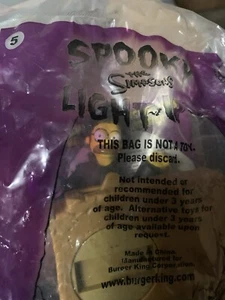 5
SPOOKY
THE
SIMPSONS
LIGHT-UPS
THIS BAG IS NOT A TOY.
Please discard.
Not intended or
recommended for
children under 3 years
of age. Alternative toys for
children under 3 years
of age available upon
request.
Made in China
Manufactured for
Burger King Corporation
www.burgerking.com